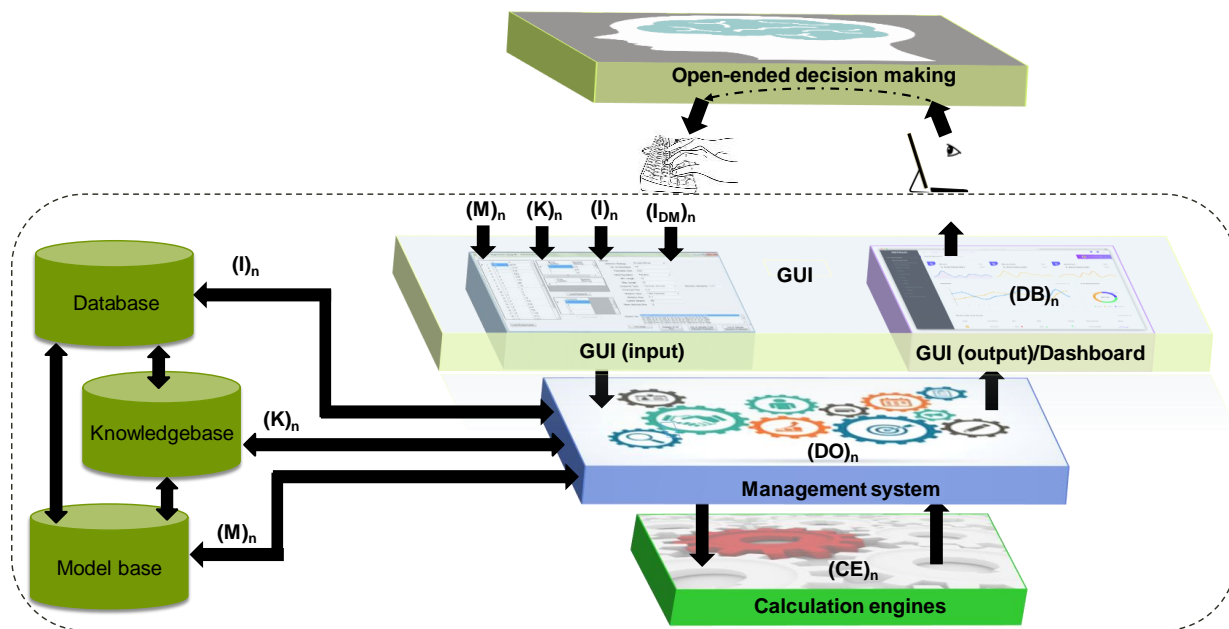 Open-ended decision making
(M)n
(K)n
(I)n
(IDM)n
(I)n
GUI
Database
(DB)n
GUI (input)
GUI (output)/Dashboard
Knowledgebase
(K)n
(DO)n
Management system
(M)n
Model base
(CE)n
Calculation engines